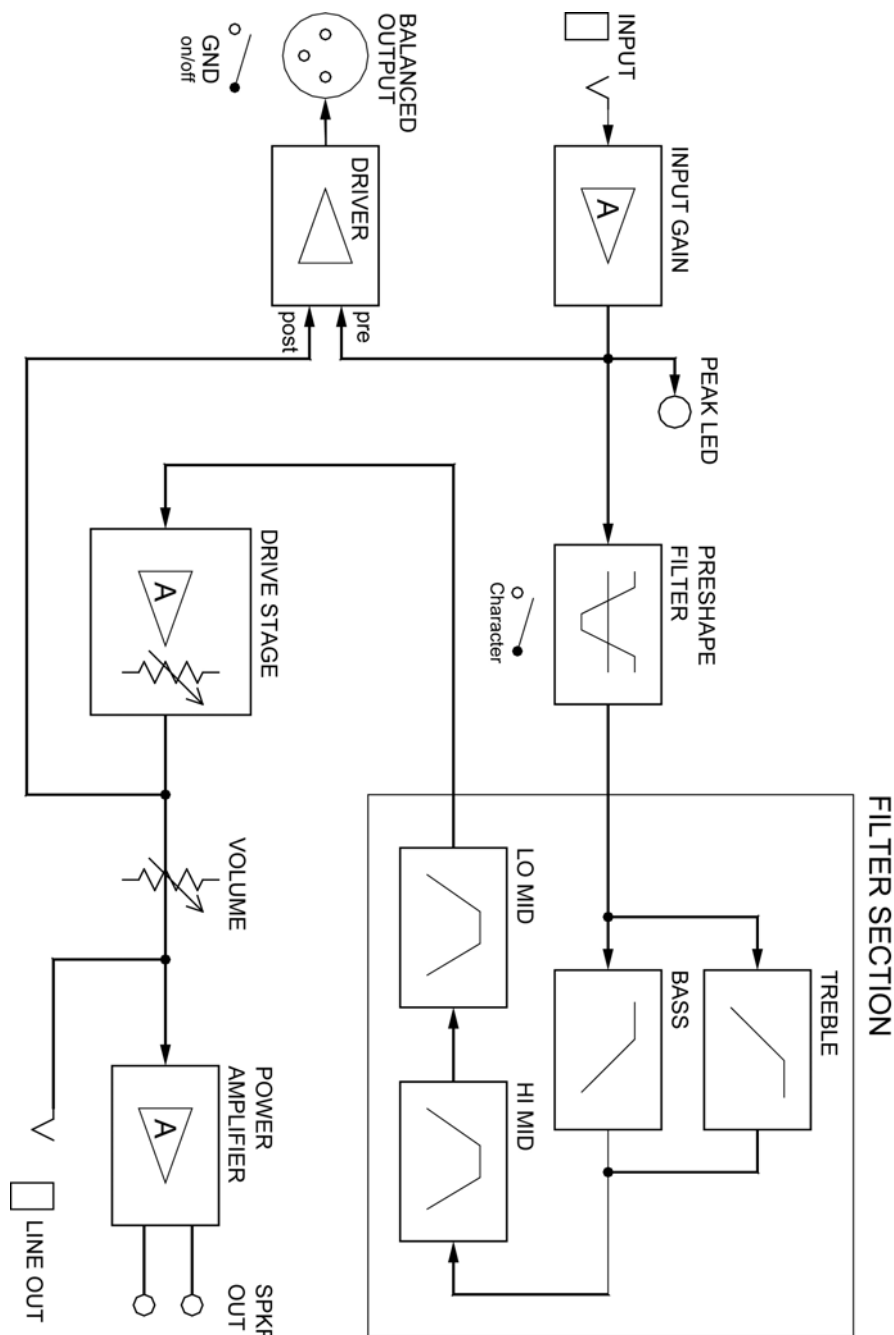 FILTER SECTION
TREBLE
PEAK LED
PRESHAPE
FILTER
Character
BASS
INPUT
INPUT GAIN
A
LO MID
HI MID
BALANCED
OUTPUT
GND
on/off
DRIVER
pre
post
DRIVE STAGE
A
VOLUME
POWER
AMPLIFIER
A
SPKR
OUT
LINE OUT